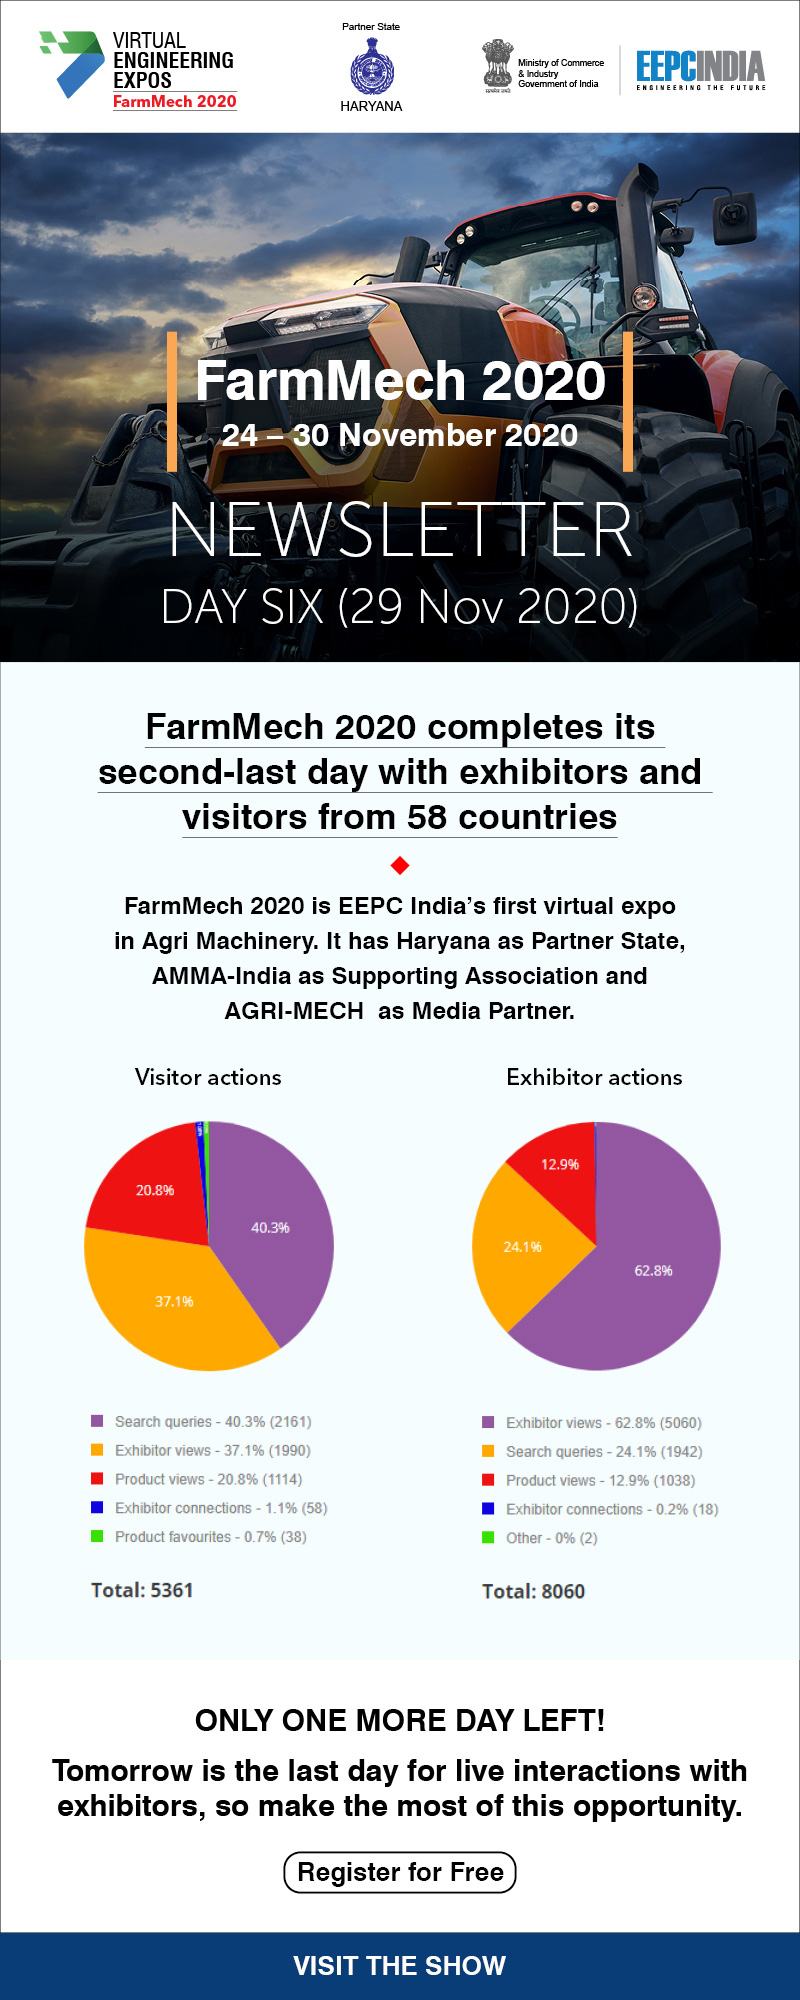 VIRTUAL
ENGINEERING
EXPOS
FarmMech 2020
Partner State
HARYANA
सत्यमेव जयते
Ministry of Commerce
& Industry
Government of India
EEPCINDIA
ENGINEERING THE FUTURE
FarmMech 2020
24 – 30 November 2020
NEWSLETTER
DAY SIX (29 Nov 2020)
FarmMech 2020 completes its
second-last day with exhibitors and
visitors from 58 countries
FarmMech 2020 is EEPC India’s first virtual expo
in Agri Machinery. It has Haryana as Partner State,
AMMA-India as Supporting Association and
AGRI-MECH as Media Partner.
Visitor actions
40.3%
37.1%
20.8%
Search queries - 40.3% (2161)
Exhibitor views - 37.1% (1990)
Product views - 20.8% (1114)
Exhibitor connections - 1.1% (58)
Product favourites - 0.7% (38)
Total: 5361
Exhibitor actions
12.9%
24.1%
62.8%
Exhibitor views - 62.8% (5060)
Search queries - 24.1% (1942)
Product views - 12.9% (1038)
Exhibitor connections - 0.2% (18)
Other - 0% (2)
Total: 8060
ONLY ONE MORE DAY LEFT!
Tomorrow is the last day for live interactions with
exhibitors, so make the most of this opportunity.
Register for Free
VISIT THE SHOW